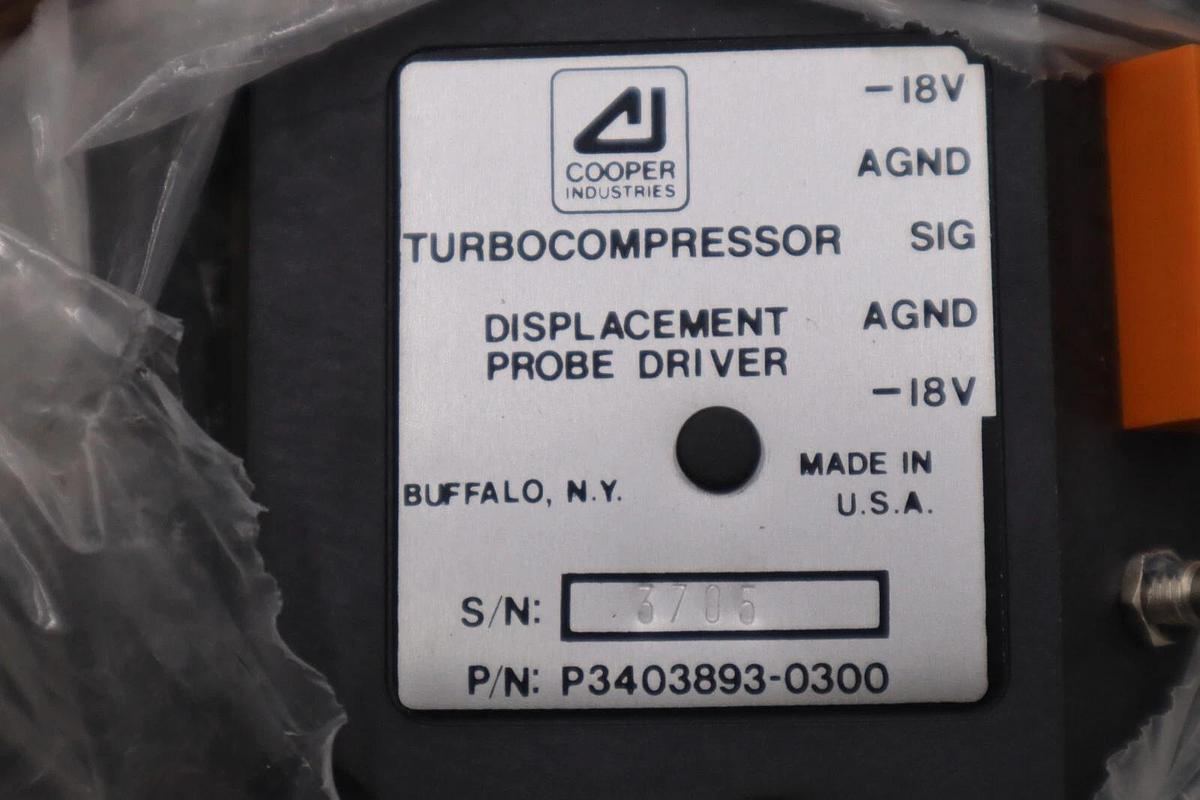 COOPER
INDUSTRIES
TURBOCOMPRESSOR
DISPLACEMENT
PROBE DRIVER
-18V
AGND
SIG
AGND
-18V
BUFFALO, N.Y.
MADE IN
U.S.A.
S/N: 3705
P/N: P3403893-0300